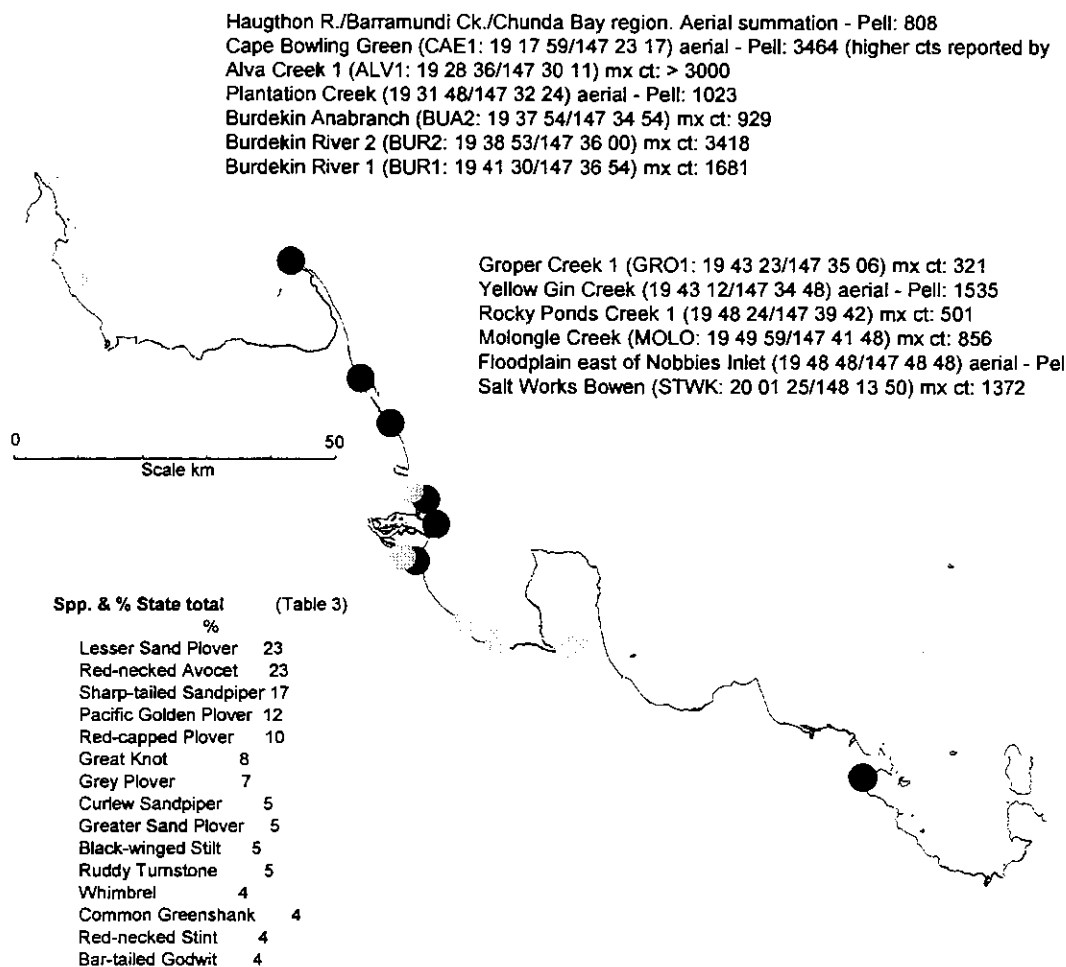 Haugthon R./Barramundi Ck./Chunda Bay region. Aerial summation - Pell: 808
Cape Bowling Green (CAE1: 19 17 59/147 23 17) aerial - Pell: 3464 (higher cts reported by
Alva Creek 1 (ALV1: 19 28 36/147 30 11) mx ct: > 3000
Plantation Creek (19 31 48/147 32 24) aerial - Pell: 1023
Burdekin Anabranch (BUA2: 19 37 54/147 34 54) mx ct: 929
Burdekin River 2 (BUR2: 19 38 53/147 36 00) mx ct: 3418
Burdekin River 1 (BUR1: 19 41 30/147 36 54) mx ct: 1681
Groper Creek 1 (GRO1: 19 43 23/147 35 06) mx ct: 321
Yellow Gin Creek (19 43 12/147 34 48) aerial - Pell: 1535
Rocky Ponds Creek 1 (19 48 24/147 39 42) mx ct: 501
Molongle Creek (MOLO: 19 49 59/147 41 48) mx ct: 856
Floodplain east of Nobbies Inlet (19 48 48/147 48 48) aerial - Pel
Salt Works Bowen (STWK: 20 01 25/148 13 50) mx ct: 1372
0 50
Scale km
Spp. & % State total (Table 3)
%
Lesser Sand Plover 23
Red-necked Avocet 23
Sharp-tailed Sandpiper 17
Pacific Golden Plover 12
Red-capped Plover 10
Great Knot 8
Grey Plover 7
Curlew Sandpiper 5
Greater Sand Plover 5
Black-winged Stilt 5
Ruddy Turnstone 5
Whimbrel 4
Common Greenshank 4
Red-necked Stint 4
Bar-tailed Godwit 4